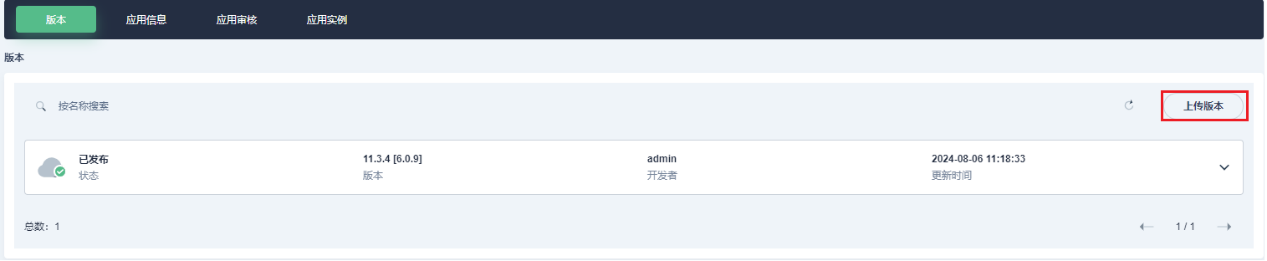 版本 应用信息 应用审核 应用实例
版本
按名称搜索 上传版本
已发布 11.3.4 [6.0.9] admin 2024-08-06 11:18:33
状态 版本 开发者 更新时间
总数：1 1 / 1